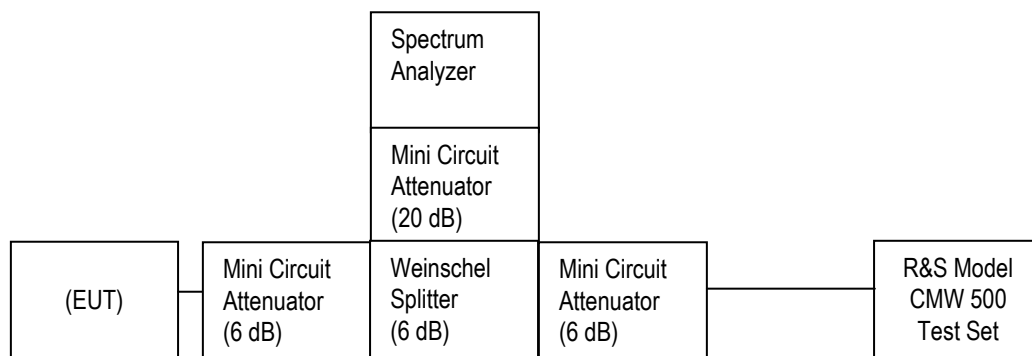 Spectrum
Analyzer
Mini Circuit
Attenuator
(20 dB)
(EUT)
Mini Circuit
Attenuator
(6 dB)
Weinschel
Splitter
(6 dB)
Mini Circuit
Attenuator
(6 dB)
R&S Model
CMW 500
Test Set